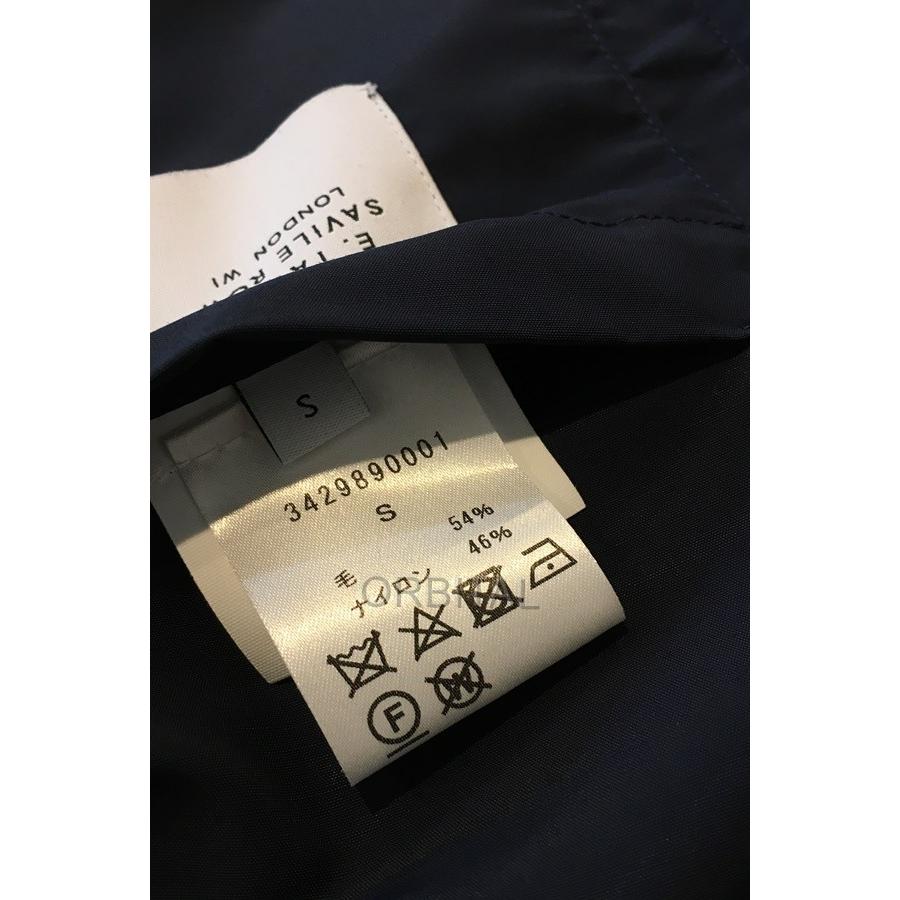 SAVILE
LONDON W1
S
3429890001
S
毛 54%
ナイロン 46%
F
W
ORBITAL